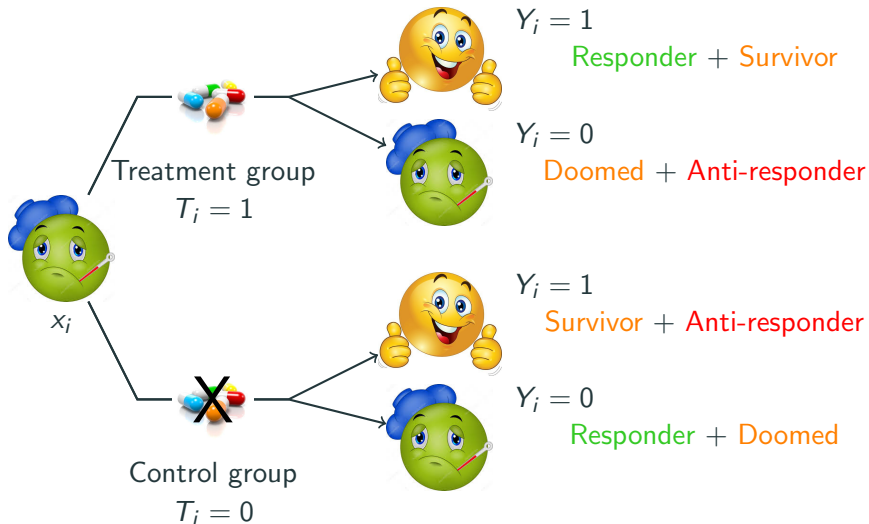 Y_i = 1
Responder + Survivor
Y_i = 0
Doomed + Anti-responder
Treatment group
T_i = 1
x_i
Y_i = 1
Survivor + Anti-responder
X
Y_i = 0
Responder + Doomed
Control group
T_i = 0